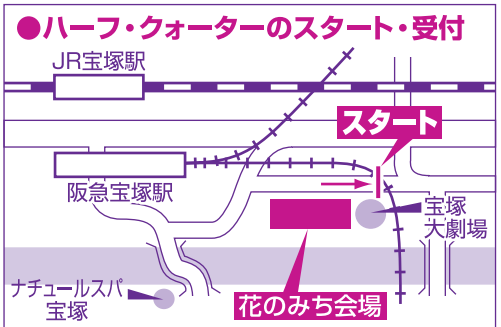 ●ハーフ・クォーターのスタート・受付
JR宝塚駅
スタート
阪急宝塚駅
宝塚
大劇場
ナチュールスパ
宝塚
花のみち会場